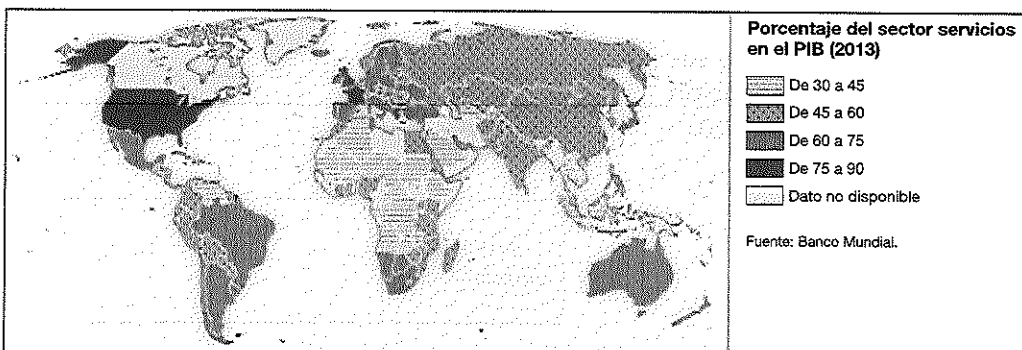 Porcentaje del sector servicios
en el PIB (2013)
De 30 a 45
De 45 a 60
De 60 a 75
De 75 a 90
Dato no disponible
Fuente: Banco Mundial.